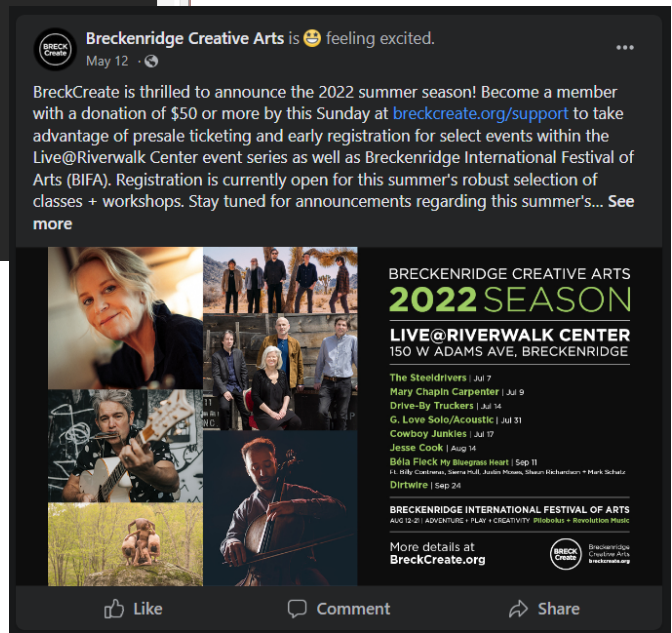 BRECK
Create
Breckenridge Creative Arts is feeling excited.
May 12 ·
BreckCreate is thrilled to announce the 2022 summer season! Become a member
with a donation of $50 or more by this Sunday at breckcreate.org/support to take
advantage of presale ticketing and early registration for select events within the
Live@Riverwalk Center event series as well as Breckenridge International Festival of
Arts (BIFA). Registration is currently open for this summer's robust selection of
classes + workshops. Stay tuned for announcements regarding this summer's... See
more
BRECKENRIDGE CREATIVE ARTS
2022 SEASON
LIVE@RIVERWALK CENTER
150 W ADAMS AVE, BRECKENRIDGE
The Steeldrivers | Jul 7
Mary Chapin Carpenter | Jul 9
Drive-By Truckers | Jul 14
G. Love Solo/Acoustic | Jul 31
Cowboy Junkies | Jul 17
Jesse Cook | Aug 14
Béla Fleck My Bluegrass Heart | Sep 11
Ft. Billy Contreras, Sierra Hull, Justin Moses, Shaun Richardson + Mark Schatz
Dirtwire | Sep 24
BRECKENRIDGE INTERNATIONAL FESTIVAL OF ARTS
AUG 12-21 | ADVENTURE + PLAY + CREATIVITY Pilobolus + Revolution Music
More details at
BreckCreate.org
BRECK
Create
Breckenridge
Creative Arts
breckcreate.org
Like
Comment
Share